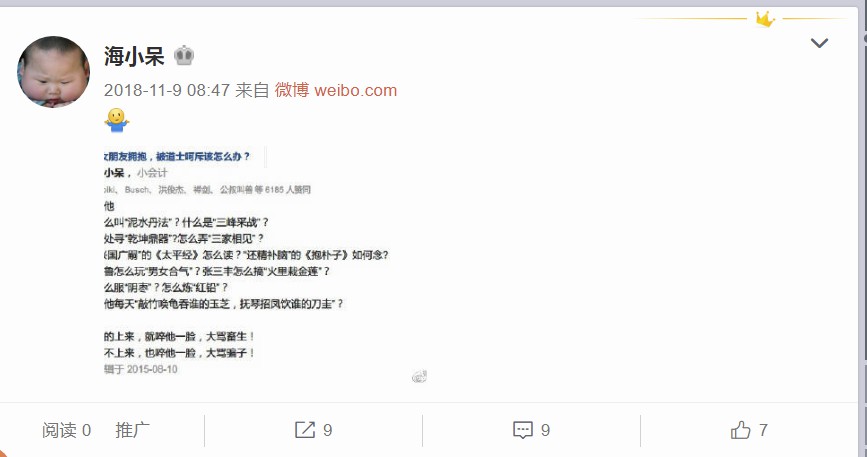 海小呆
2018-11-9 08:47 来自 微博 weibo.com
女朋友拥抱，被道士呵斥该怎么办？
小呆，小会计
Busch、洪俊杰、禅剑、公叔叫兽 等 6185 人赞同
他
么叫“泥水丹法”？什么是“三峰采战”？
处寻“乾坤鼎器”?怎么弄“三家相见”？
国广嗣”的《太平经》怎么读？“还精补脑”的《抱朴子》如何念?
鲁怎么玩“男女合气”？张三丰怎么搞“火里栽金莲”？
么服“阴枣”？怎么炼“红铅”？
他每天“敲竹唤龟吞谁的玉芝，抚琴招凤饮谁的刀圭”？
的上来，就啐他一脸，大骂畜生！
不上来，也啐他一脸，大骂骗子！
辑于 2015-08-10
阅读 0 推广 9 9 7